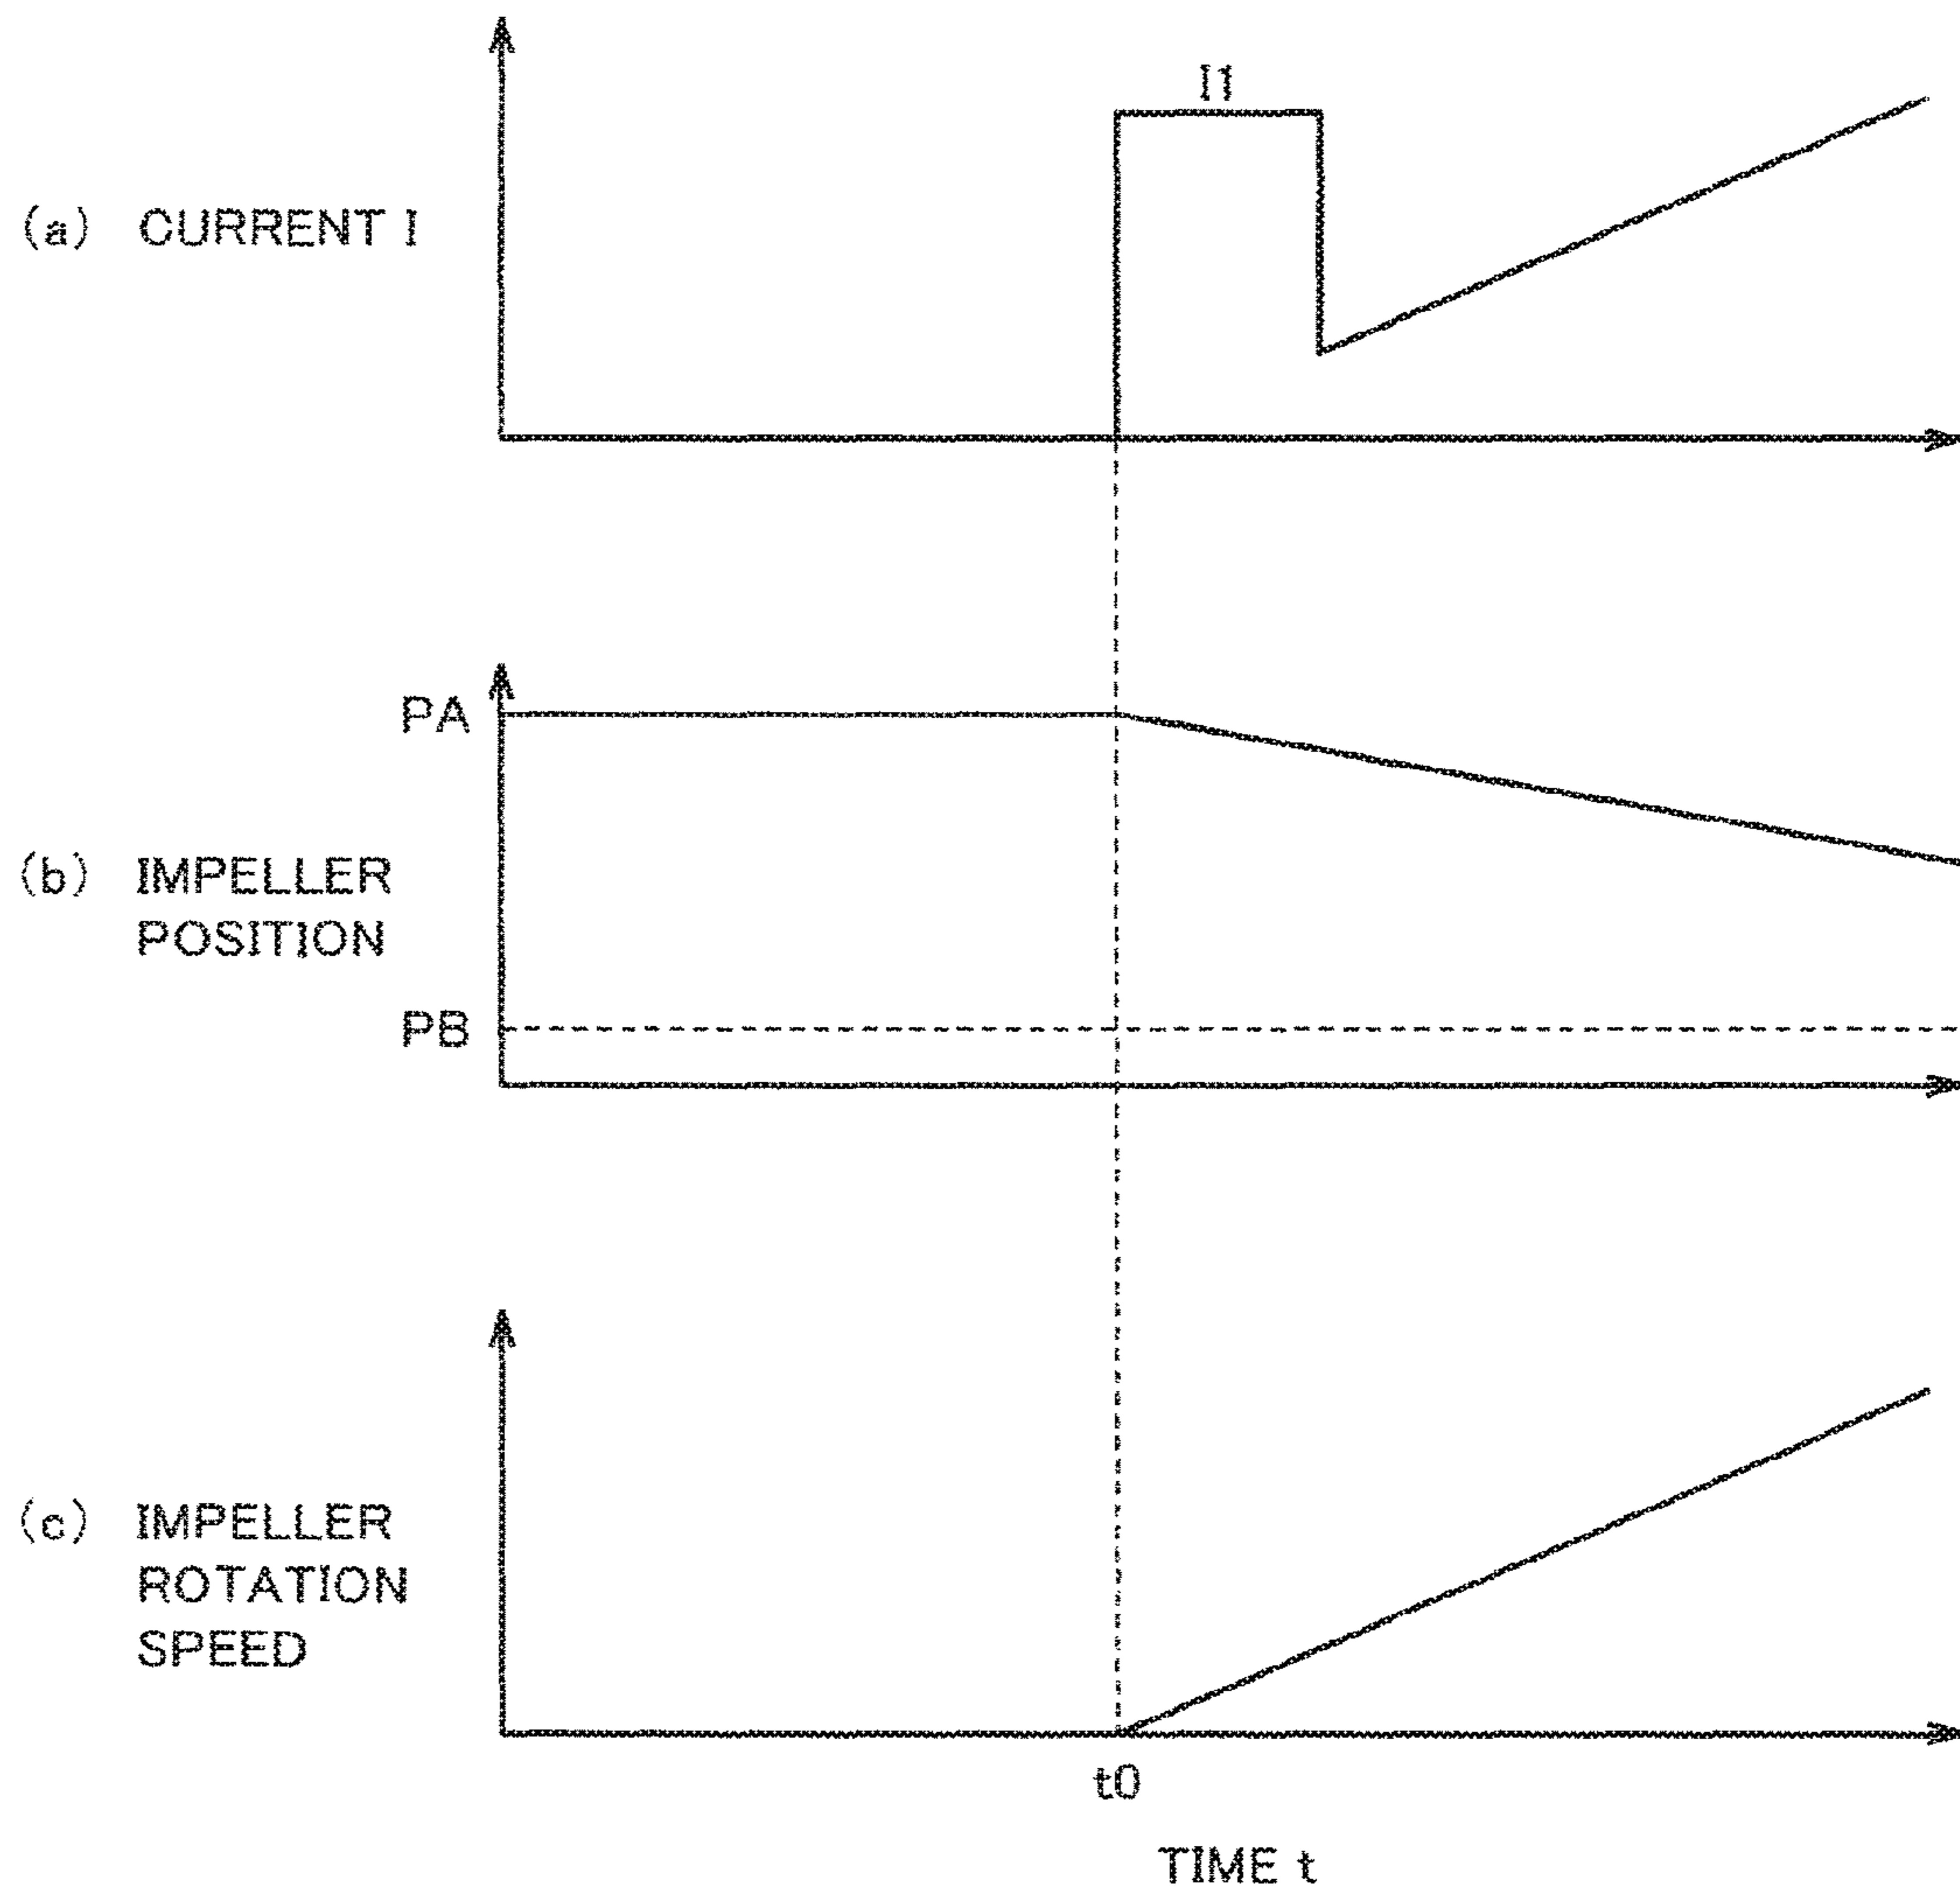 I1
(a) CURRENT I
PA
(b) IMPELLER
POSITION
PB
(c) IMPELLER
ROTATION
SPEED
t0
TIME t